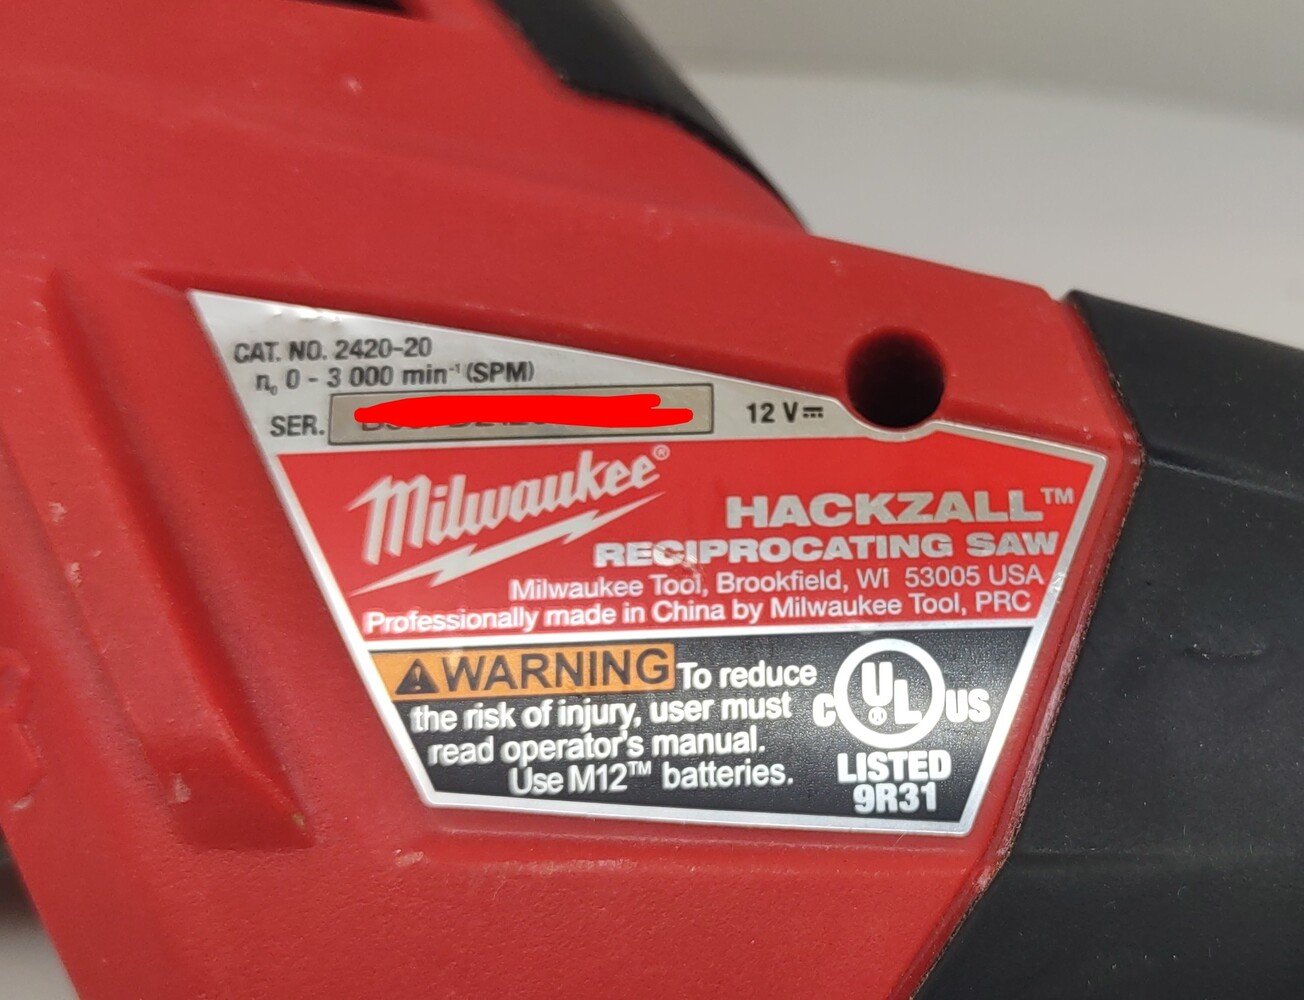 CAT. NO. 2420-20
n₀ 0 - 3 000 min⁻¹ (SPM)
SER.
12 V⎓
Milwaukee®
HACKZALL™
RECIPROCATING SAW
Milwaukee Tool, Brookfield, WI 53005 USA
Professionally made in China by Milwaukee Tool, PRC
⚠WARNING To reduce
the risk of injury, user must
read operator's manual.
Use M12™ batteries.
C UL® US
LISTED
9R31